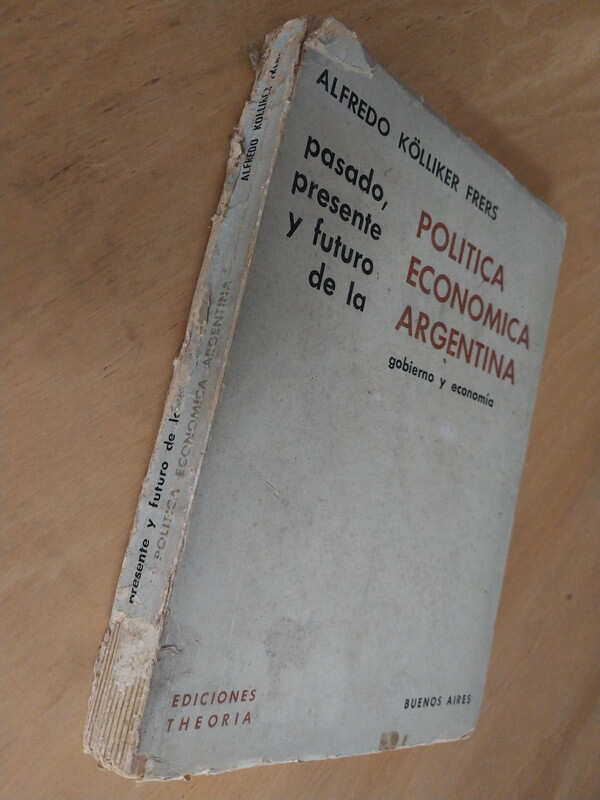 ALFREDO KÖLLIKER FRERS
pasado,
presente
y futuro
de la
POLITICA
ECONOMICA
ARGENTINA
gobierno y economía
EDICIONES
THEORIA
BUENOS AIRES
ALFREDO KÖLLIKER
presente y futuro de la
POLITICA ECONOMICA ARGENTINA